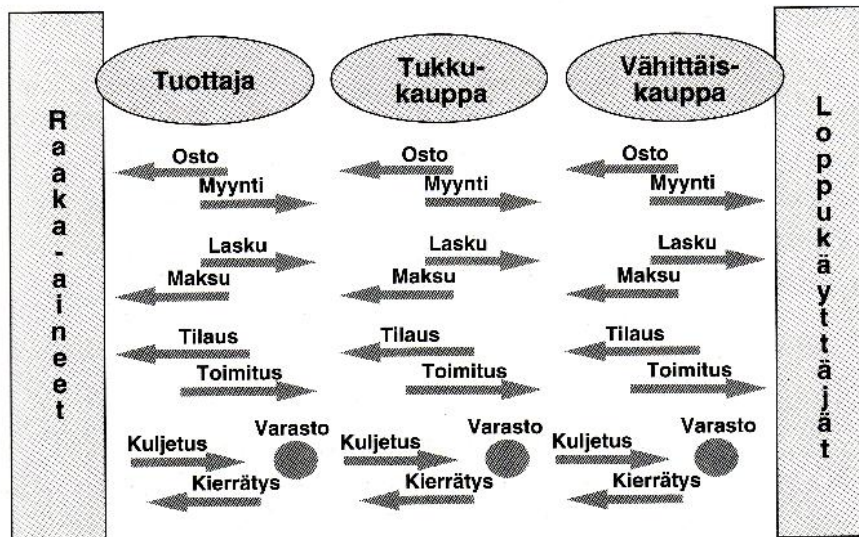 Raaka-aineet
Tuottaja
Tukku-
kauppa
Vähittäis-
kauppa
Loppukäyttäjät
Osto
Osto
Osto
Myynti
Myynti
Myynti
Lasku
Lasku
Lasku
Maksu
Maksu
Maksu
Tilaus
Tilaus
Tilaus
Toimitus
Toimitus
Toimitus
Varasto
Varasto
Varasto
Kuljetus
Kuljetus
Kuljetus
Kierrätys
Kierrätys
Kierrätys